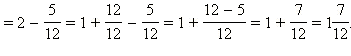 = 2 − 5/12 = 1 + 12/12 − 5/12 = 1 + (12 − 5)/12 = 1 + 7/12 = 1 7/12.